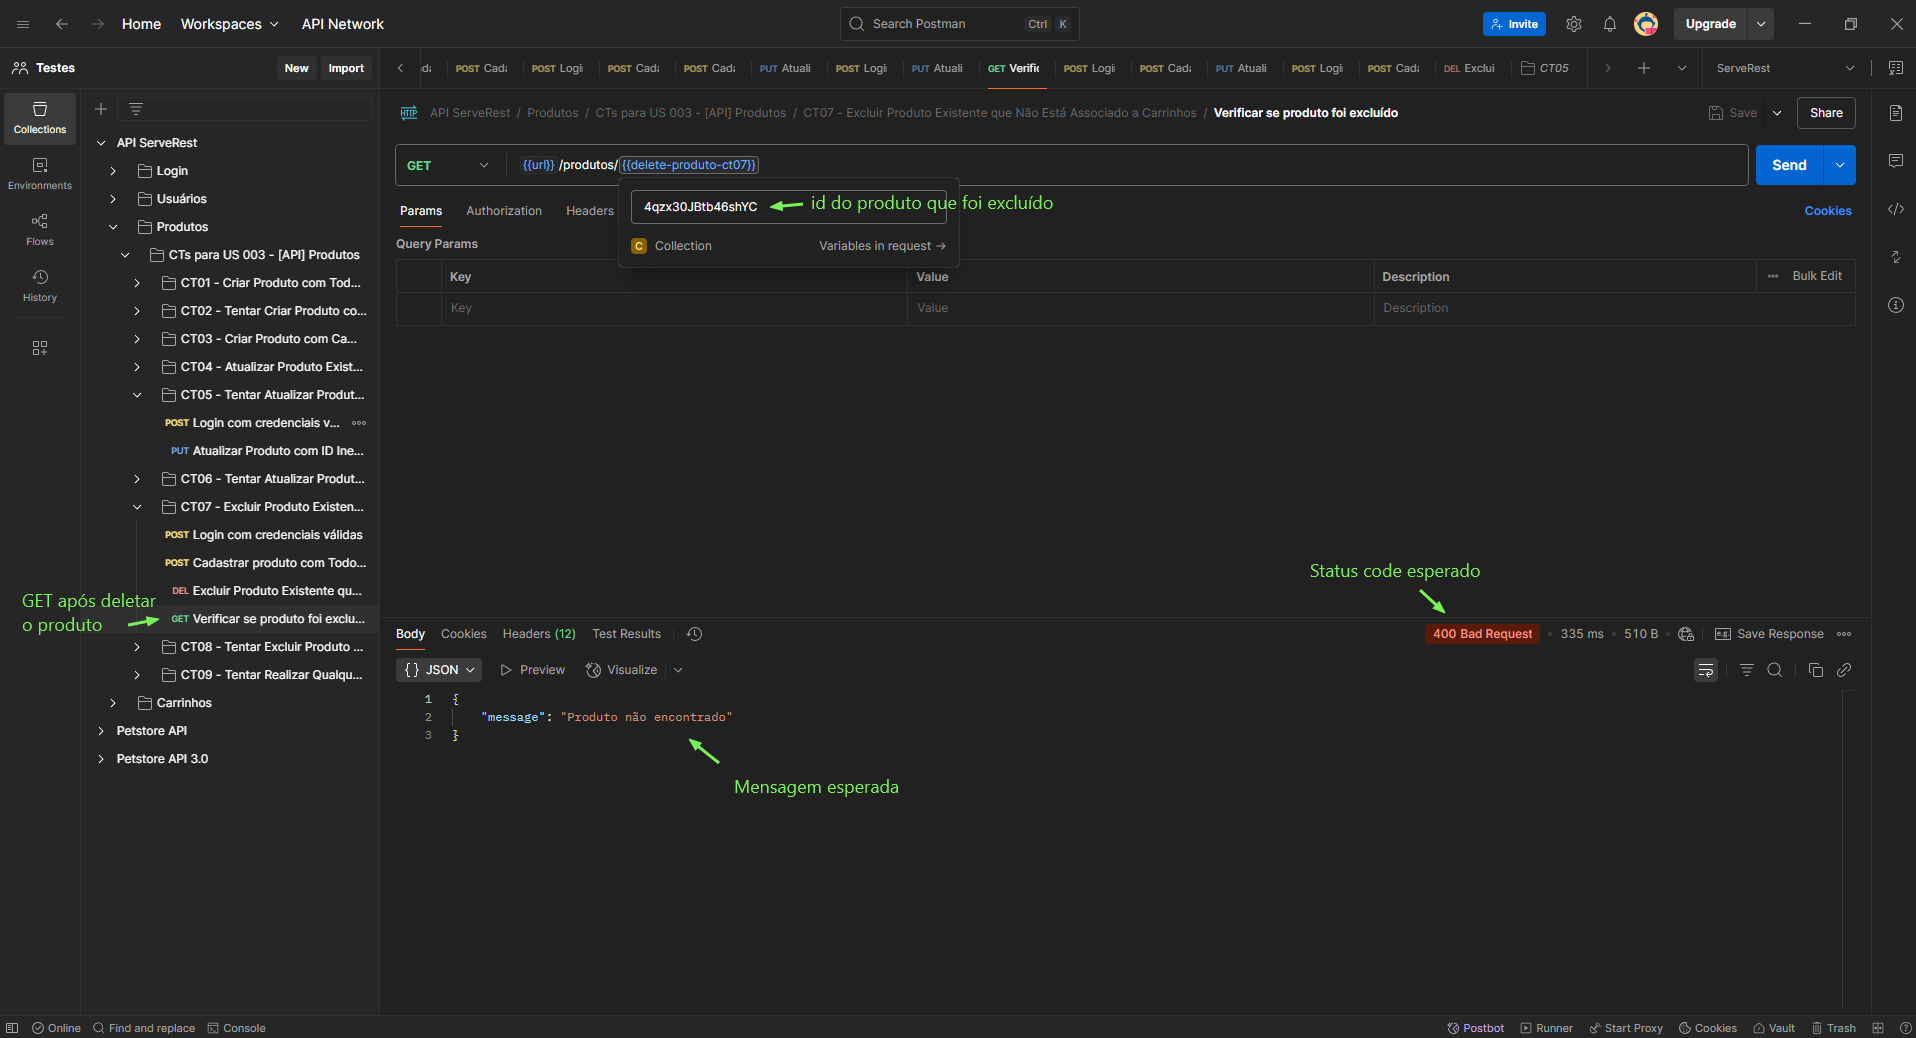 Home Workspaces API Network
Search Postman Ctrl K
Invite Upgrade
Testes New Import
POST Cada POST Logi POST Cada POST Cada PUT Atuali POST Logi PUT Atuali GET Verific POST Logi POST Cada PUT Atuali POST Logi POST Cada DEL Exclui CT05 ServeRest
Collections
Environments
Flows
History
API ServeRest
Login
Usuários
Produtos
CTs para US 003 - [API] Produtos
CT01 - Criar Produto com Tod...
CT02 - Tentar Criar Produto co...
CT03 - Criar Produto com Ca...
CT04 - Atualizar Produto Exist...
CT05 - Tentar Atualizar Produt...
POST Login com credenciais v...
PUT Atualizar Produto com ID Ine...
CT06 - Tentar Atualizar Produt...
CT07 - Excluir Produto Existen...
POST Login com credenciais válidas
POST Cadastrar produto com Todo...
DEL Excluir Produto Existente qu...
GET Verificar se produto foi exclu...
CT08 - Tentar Excluir Produto ...
CT09 - Tentar Realizar Qualqu...
Carrinhos
Petstore API
Petstore API 3.0
GET após deletar
o produto
HTTP API ServeRest / Produtos / CTs para US 003 - [API] Produtos / CT07 - Excluir Produto Existente que Não Está Associado a Carrinhos / Verificar se produto foi excluído
Save Share
GET {{url}} /produtos/ {{delete-produto-ct07}} Send
4qzx30JBtb46shYC id do produto que foi excluído
C Collection Variables in request →
Params Authorization Headers Cookies
Query Params
Key Value Description Bulk Edit
Key Value Description
Status code esperado
Body Cookies Headers (12) Test Results 400 Bad Request 335 ms 510 B e.g. Save Response
{} JSON Preview Visualize
1 {
2 "message": "Produto não encontrado"
3 }
Mensagem esperada
Online Find and replace Console Postbot Runner Start Proxy Cookies Vault Trash